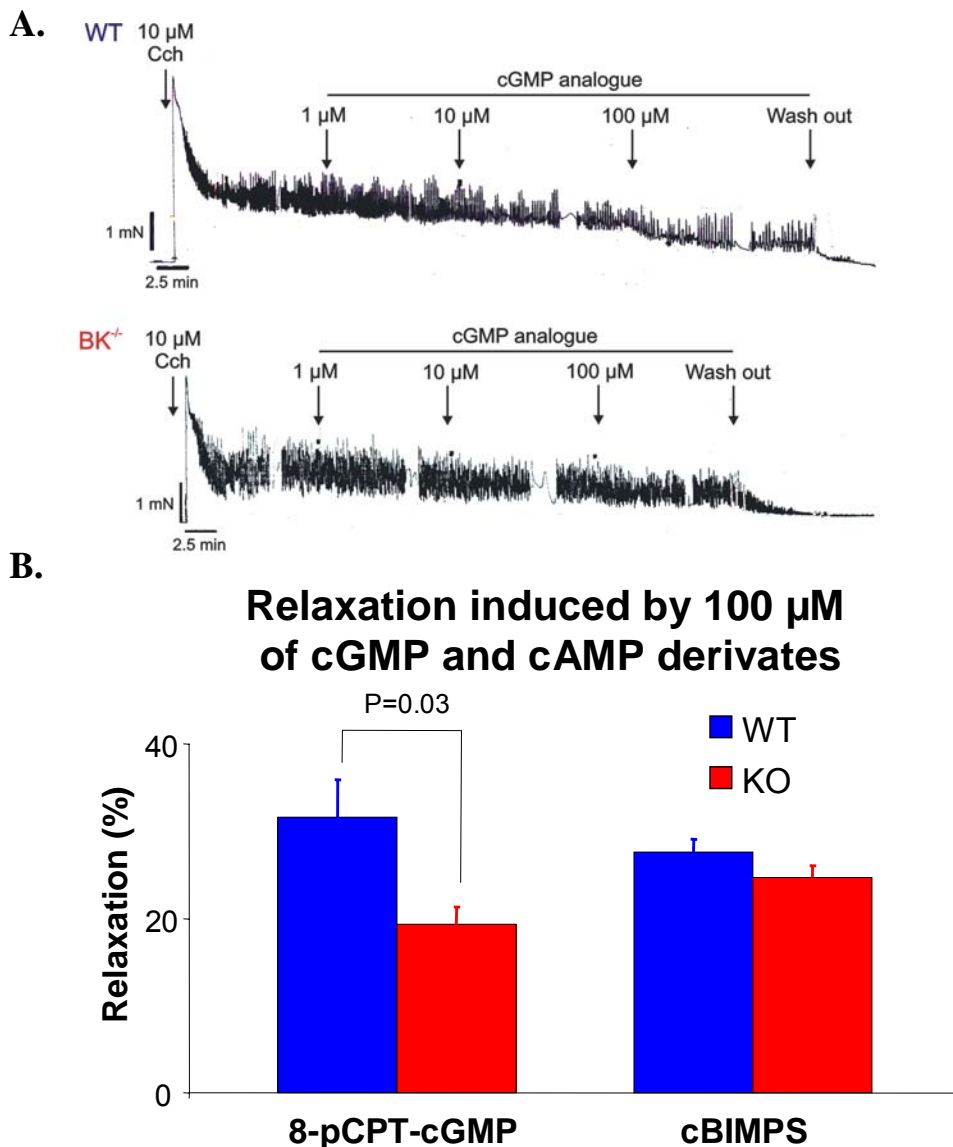 A.
WT
10 µM
Cch
cGMP analogue
1 µM 10 µM 100 µM Wash out
1 mN
2.5 min
BK-/-
10 µM
Cch
cGMP analogue
1 µM 10 µM 100 µM Wash out
1 mN
2.5 min
B.
Relaxation induced by 100 µM
of cGMP and cAMP derivates
P=0.03
WT
KO
40
20
0
Relaxation (%)
8-pCPT-cGMP cBIMPS